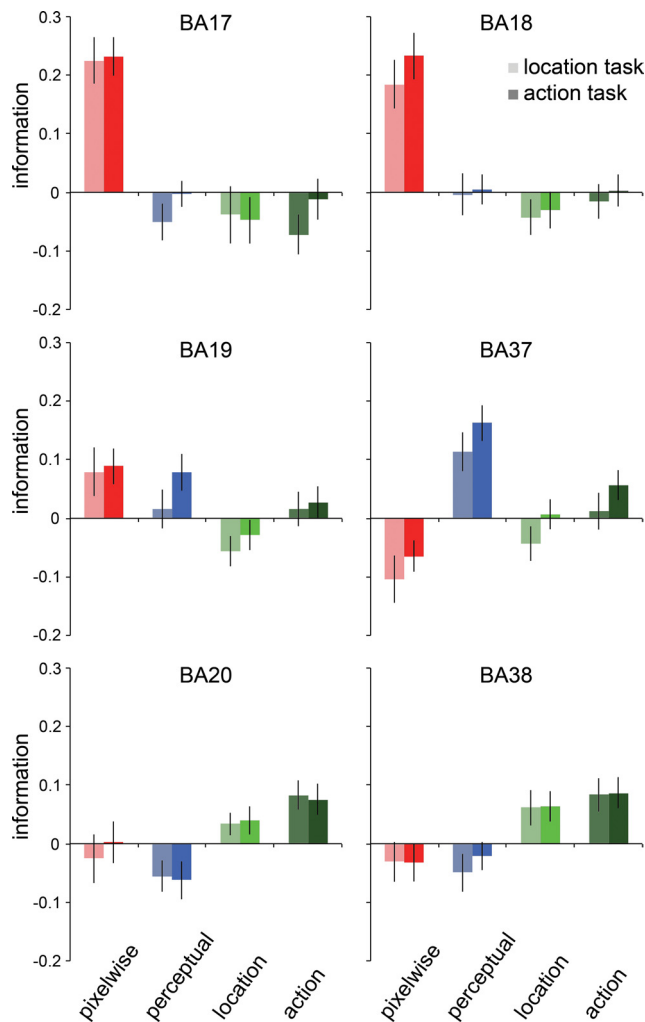 BA17
BA18
0.3
0.2
0.1
0
-0.1
-0.2
information
location task
action task
BA19
BA37
0.3
0.2
0.1
0
-0.1
-0.2
information
BA20
BA38
0.3
0.2
0.1
0
-0.1
-0.2
information
pixelwise
perceptual
location
action
pixelwise
perceptual
location
action